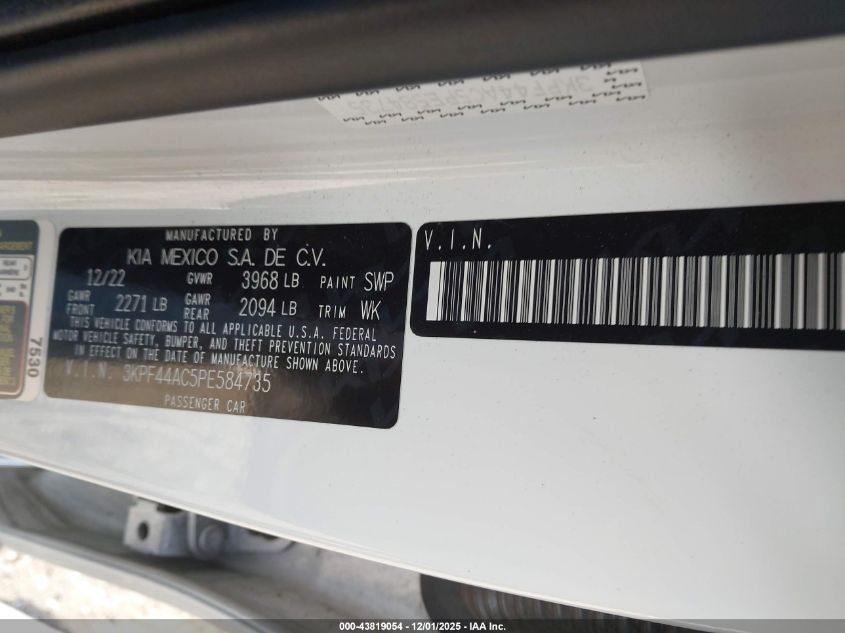 3KPF44AC5PE584735
MANUFACTURED BY
KIA MEXICO S.A. DE C.V.
12/22 GVWR 3968 LB PAINT SWP
GAWR FRONT 2271 LB GAWR REAR 2094 LB TRIM WK
THIS VEHICLE CONFORMS TO ALL APPLICABLE U.S.A. FEDERAL
MOTOR VEHICLE SAFETY, BUMPER, AND THEFT PREVENTION STANDARDS
IN EFFECT ON THE DATE OF MANUFACTURE SHOWN ABOVE.
V.I.N. 3KPF44AC5PE584735
PASSENGER CAR
V.I.N.
7530
000-43819054 - 12/01/2025 - IAA Inc.